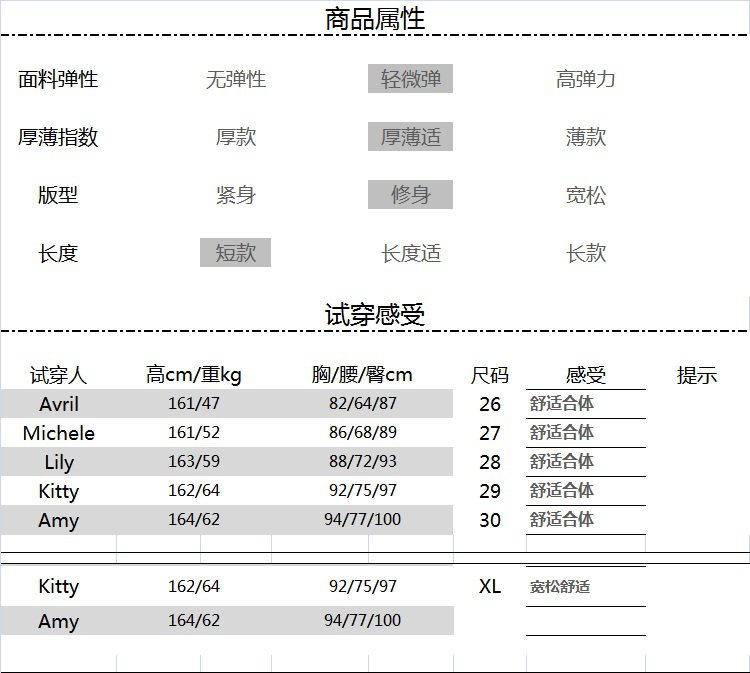 商品属性
面料弹性 无弹性 轻微弹 高弹力
厚薄指数 厚款 厚薄适 薄款
版型 紧身 修身 宽松
长度 短款 长度适 长款
试穿感受
试穿人 高cm/重kg 胸/腰/臀cm 尺码 感受 提示
Avril 161/47 82/64/87 26 舒适合体
Michele 161/52 86/68/89 27 舒适合体
Lily 163/59 88/72/93 28 舒适合体
Kitty 162/64 92/75/97 29 舒适合体
Amy 164/62 94/77/100 30 舒适合体
Kitty 162/64 92/75/97 XL 宽松舒适
Amy 164/62 94/77/100